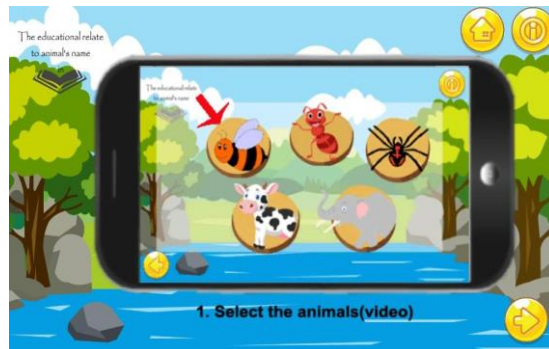 The educational relate
to animal's name
The educational relate
to animal's name
1. Select the animals(video)